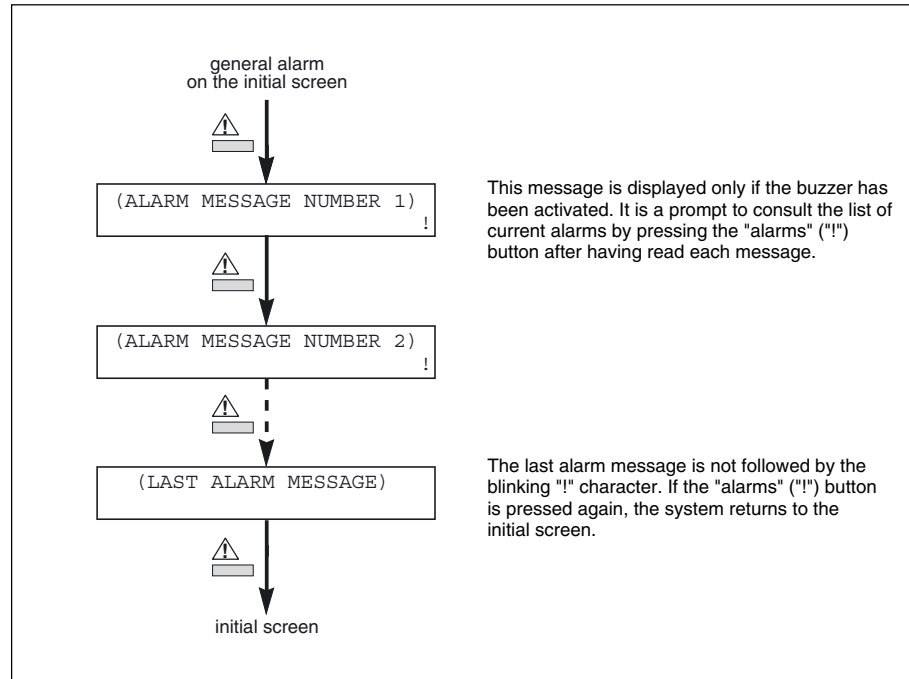 general alarm
on the initial screen
!
(ALARM MESSAGE NUMBER 1)
!
This message is displayed only if the buzzer has
been activated. It is a prompt to consult the list of
current alarms by pressing the "alarms" ("!")
button after having read each message.
!
(ALARM MESSAGE NUMBER 2)
!
!
(LAST ALARM MESSAGE)
The last alarm message is not followed by the
blinking "!" character. If the "alarms" ("!") button
is pressed again, the system returns to the
initial screen.
!
initial screen